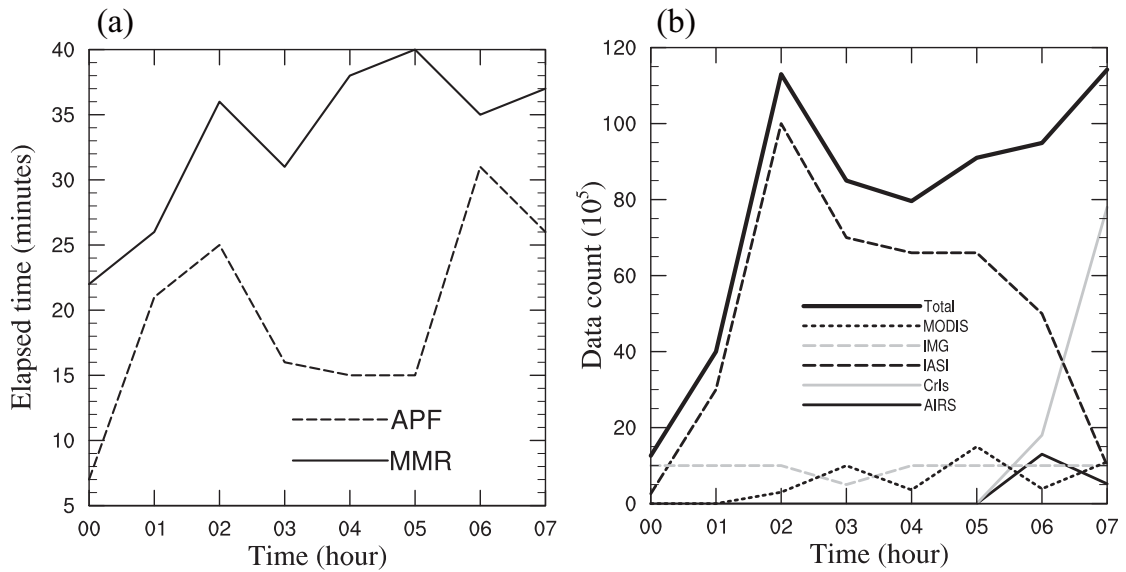 (a)
40
35
30
25
20
15
10
5
Elapsed time (minutes)
APF
MMR
00 01 02 03 04 05 06 07
Time (hour)
(b)
120
100
80
60
40
20
0
Data count (10^5)
Total
MODIS
IMG
IASI
CrIs
AIRS
00 01 02 03 04 05 06 07
Time (hour)